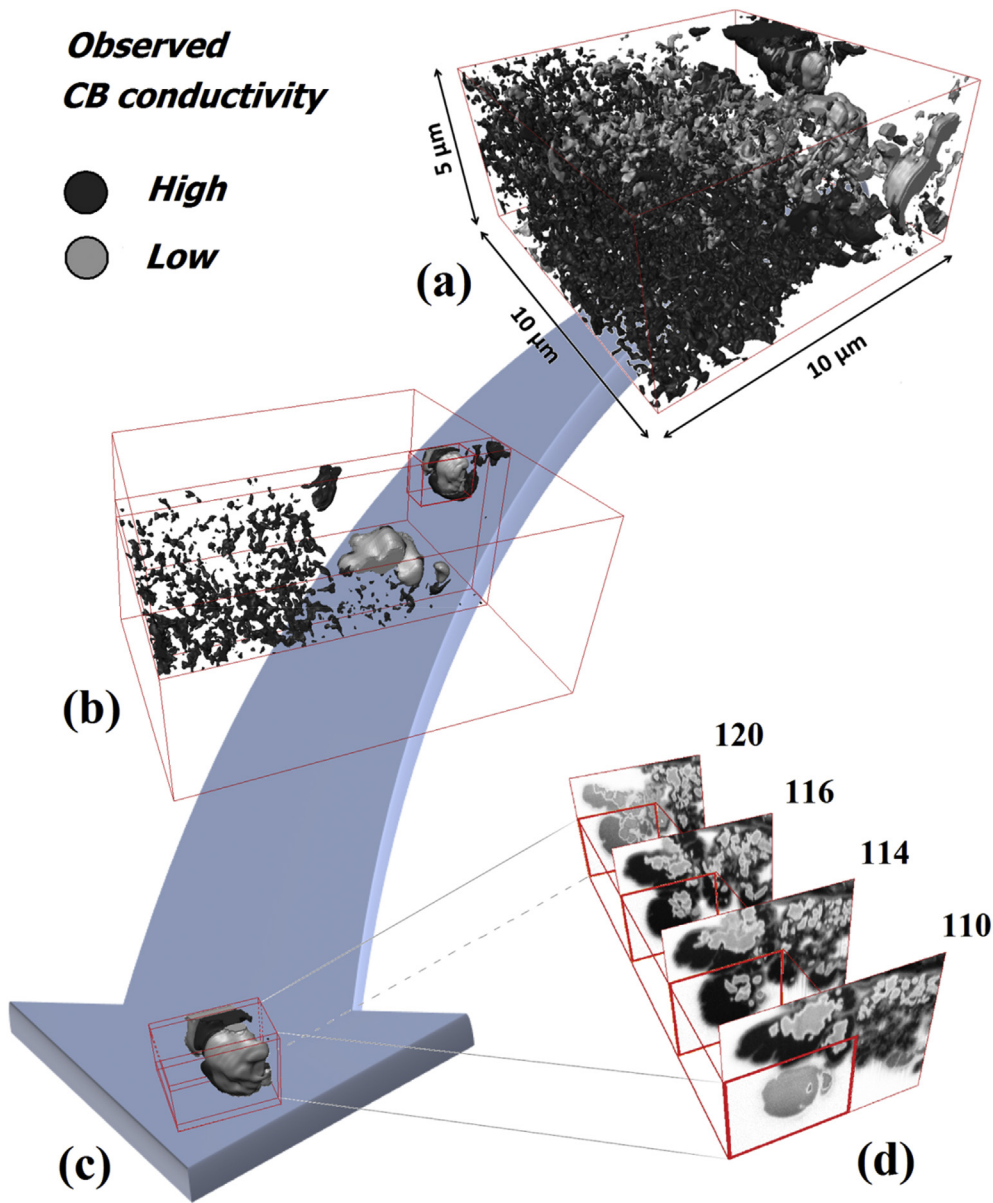 Observed
CB conductivity
High
Low
(a)
5 µm
10 µm
10 µm
(b)
(c)
120
116
114
110
(d)